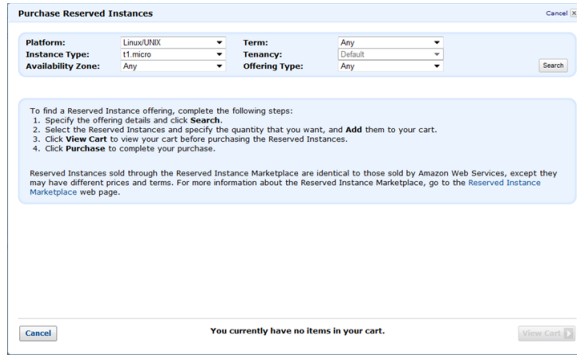 Purchase Reserved Instances Cancel X
Platform: Linux/UNIX Term: Any
Instance Type: t1.micro Tenancy: Default
Availability Zone: Any Offering Type: Any Search
To find a Reserved Instance offering, complete the following steps:
1. Specify the offering details and click Search.
2. Select the Reserved Instances and specify the quantity that you want, and Add them to your cart.
3. Click View Cart to view your cart before purchasing the Reserved Instances.
4. Click Purchase to complete your purchase.
Reserved Instances sold through the Reserved Instance Marketplace are identical to those sold by Amazon Web Services, except they
may have different prices and terms. For more information about the Reserved Instance Marketplace, go to the Reserved Instance
Marketplace web page.
Cancel You currently have no items in your cart. View Cart